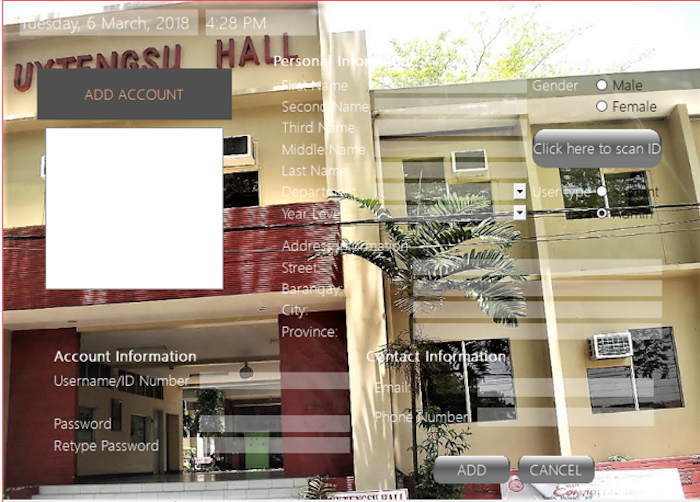 Tuesday, 6 March, 2018 4:28 PM
UYTENGSU HALL
ADD ACCOUNT
Personal Information
First Name
Second Name
Third Name
Middle Name
Last Name
Department
Year Level
Gender
Male
Female
Click here to scan ID
User type
Address Information
Street:
Barangay:
City:
Province:
Account Information
Username/ID Number
Password
Retype Password
Contact Information
Email:
Phone Number:
ADD
CANCEL
UYTENGSU HALL